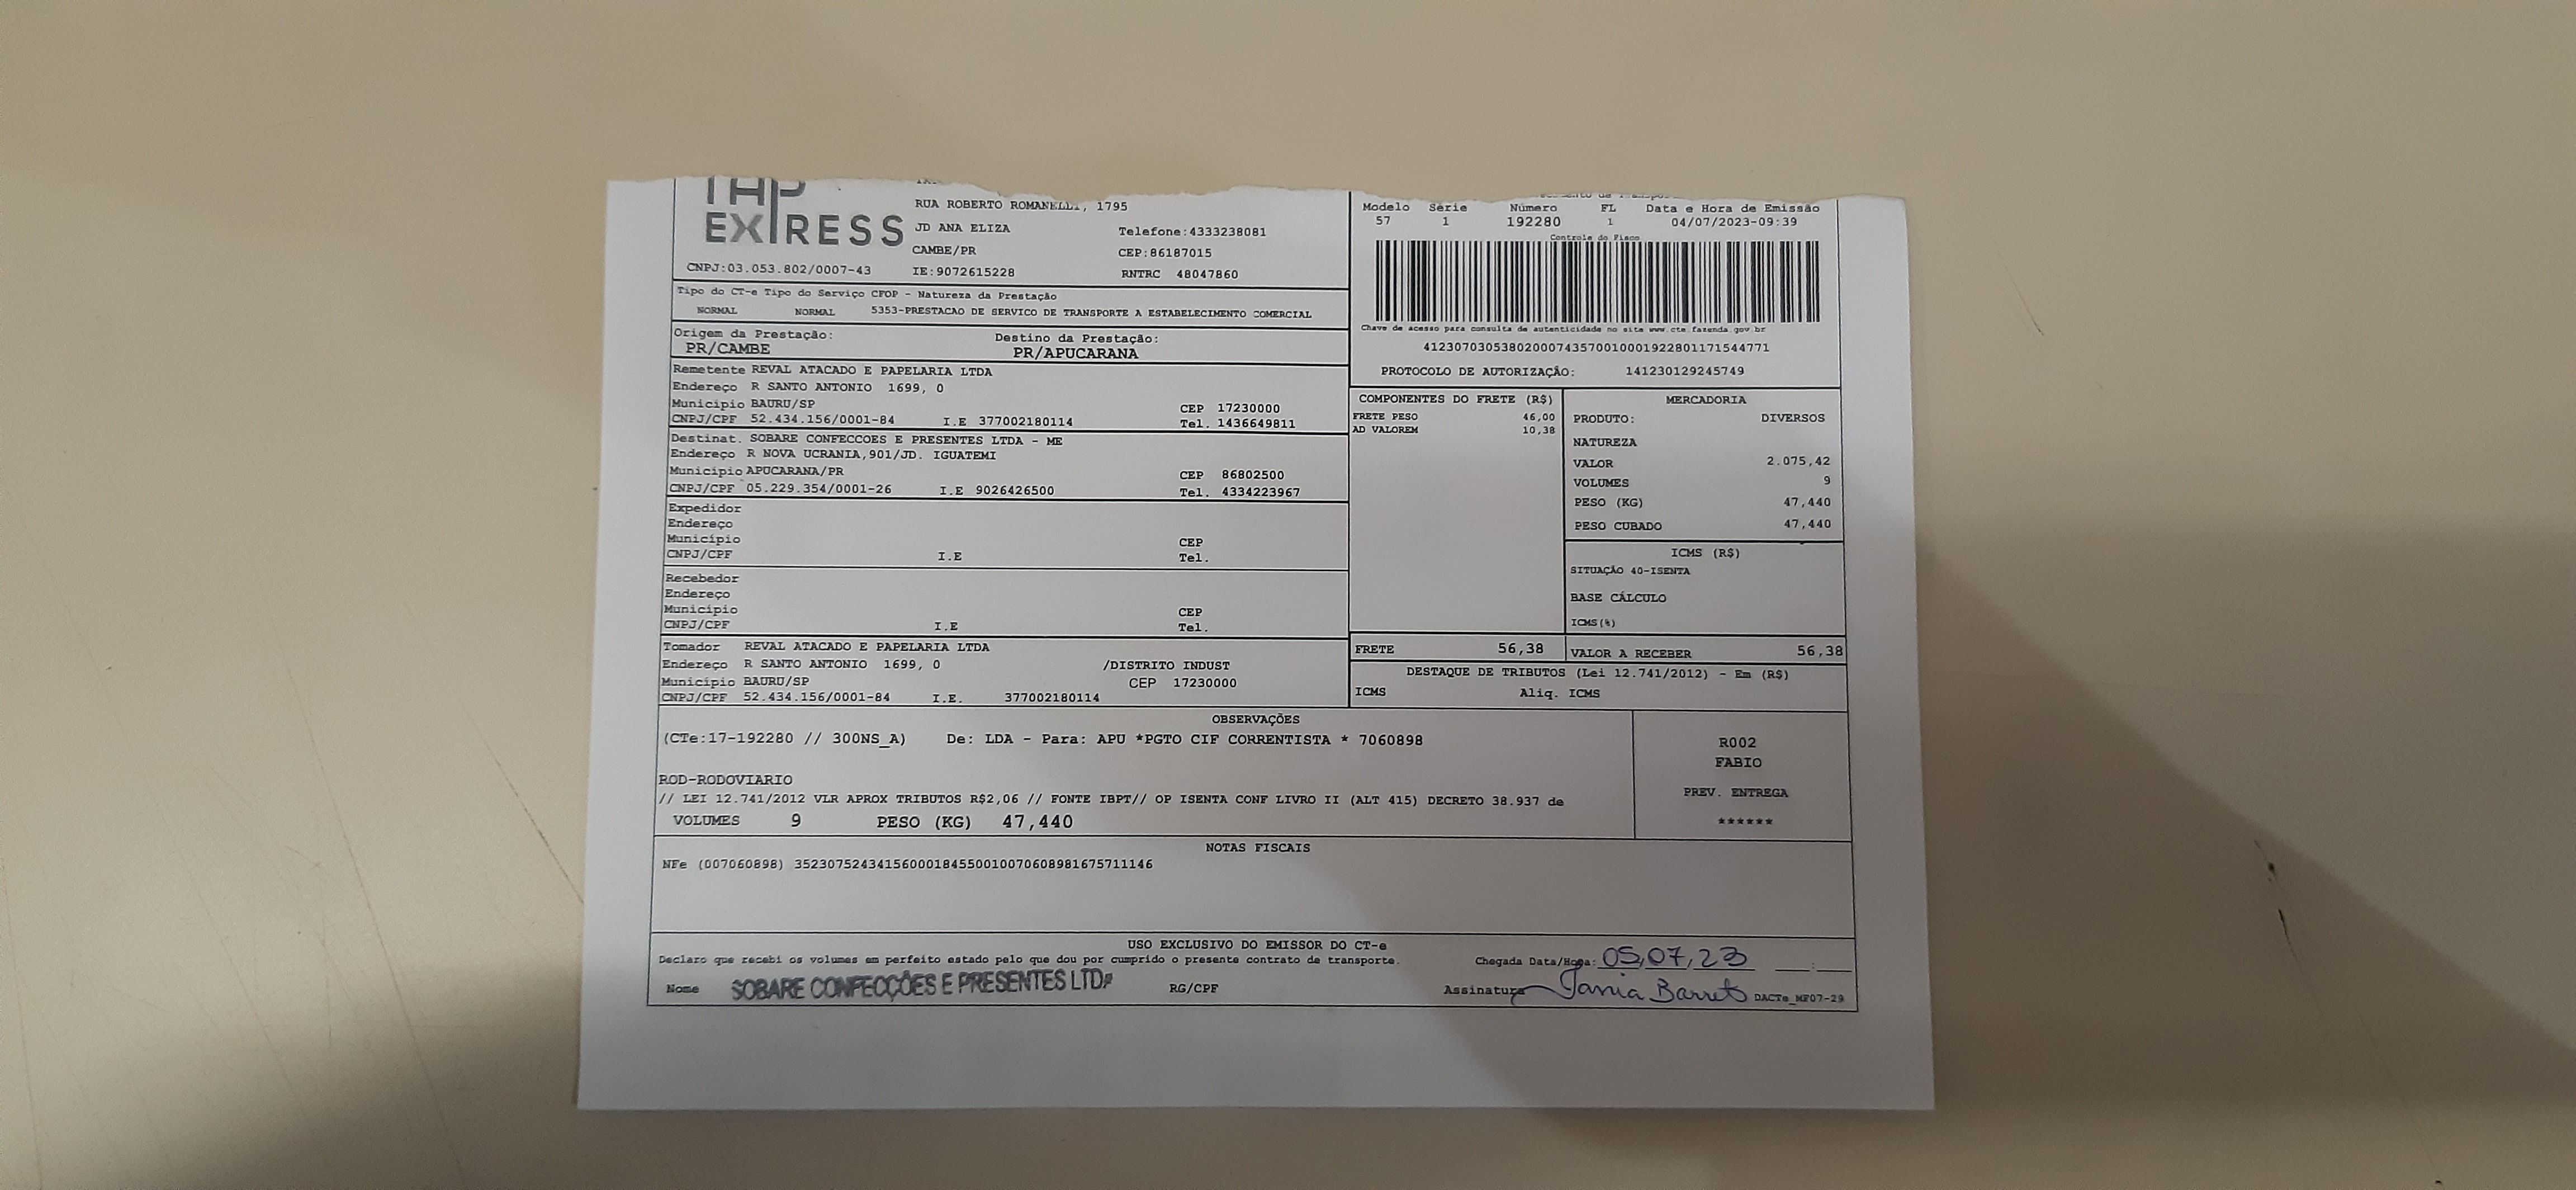 EXPRESS
RUA ROBERTO ROMANELLI, 1795
JD ANA ELIZA
Telefone:4333238081
CAMBE/PR
CEP:86187015
CNPJ:03.053.802/0007-43 IE:9072615228 RNTRC 48047860
Modelo Série Número FL Data e Hora de Emissão
57 1 192280 1 04/07/2023-09:39
Controle do Fisco
Chave de acesso para consulta de autenticidade no site www.cte.fazenda.gov.br
41230703053802000743570010001922801171544771
PROTOCOLO DE AUTORIZAÇÃO: 141230129245749
Tipo do CT-e Tipo do Serviço CFOP - Natureza da Prestação
NORMAL NORMAL 5353-PRESTACAO DE SERVICO DE TRANSPORTE A ESTABELECIMENTO COMERCIAL
Origem da Prestação: Destino da Prestação:
PR/CAMBE PR/APUCARANA
Remetente REVAL ATACADO E PAPELARIA LTDA
Endereço R SANTO ANTONIO 1699, 0
Município BAURU/SP CEP 17230000
CNPJ/CPF 52.434.156/0001-84 I.E 377002180114 Tel. 1436649811
Destinat. SOBARE CONFECCOES E PRESENTES LTDA - ME
Endereço R NOVA UCRANIA,901/JD. IGUATEMI
Município APUCARANA/PR CEP 86802500
CNPJ/CPF 05.229.354/0001-26 I.E 9026426500 Tel. 4334223967
Expedidor
Endereço
Município CEP
CNPJ/CPF I.E Tel.
Recebedor
Endereço
Município CEP
CNPJ/CPF I.E Tel.
Tomador REVAL ATACADO E PAPELARIA LTDA
Endereço R SANTO ANTONIO 1699, 0 /DISTRITO INDUST
Município BAURU/SP CEP 17230000
CNPJ/CPF 52.434.156/0001-84 I.E. 377002180114
COMPONENTES DO FRETE (R$)
FRETE PESO 46,00
AD VALOREM 10,38
MERCADORIA
PRODUTO: DIVERSOS
NATUREZA
VALOR 2.075,42
VOLUMES 9
PESO (KG) 47,440
PESO CUBADO 47,440
ICMS (R$)
SITUAÇÃO 40-ISENTA
BASE CÁLCULO
ICMS(%)
FRETE 56,38 VALOR A RECEBER 56,38
DESTAQUE DE TRIBUTOS (Lei 12.741/2012) - Em (R$)
ICMS Aliq. ICMS
OBSERVAÇÕES
(CTe:17-192280 // 300NS_A) De: LDA - Para: APU *PGTO CIF CORRENTISTA * 7060898
ROD-RODOVIARIO
// LEI 12.741/2012 VLR APROX TRIBUTOS R$2,06 // FONTE IBPT// OP ISENTA CONF LIVRO II (ALT 415) DECRETO 38.937 de
VOLUMES 9 PESO (KG) 47,440
R002
FABIO
PREV. ENTREGA
******
NOTAS FISCAIS
NFe (007060898) 35230752434156000184550010070608981675711146
USO EXCLUSIVO DO EMISSOR DO CT-e
Declaro que recebi os volumes em perfeito estado pelo que dou por cumprido o presente contrato de transporte.
Chegada Data/Hora: 05,07,23 __:__
Nome SOBARE CONFECÇÕES E PRESENTES LTDA RG/CPF
Assinatura Tania Barreto DACTe_MF07-29